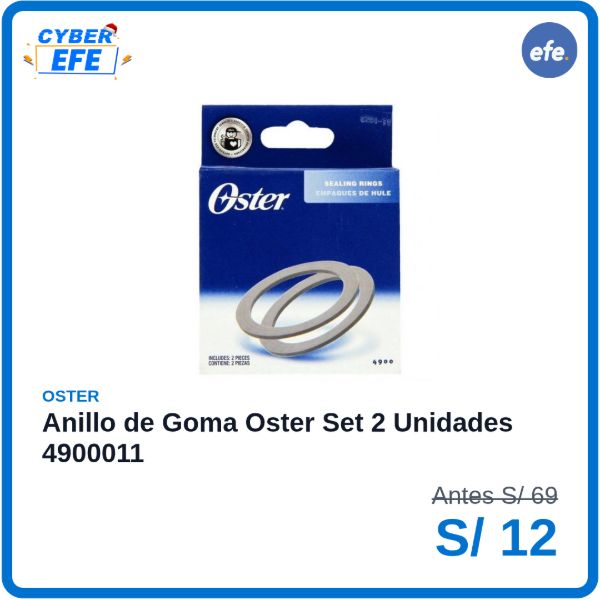 CYBER
EFE
efe.
Oster
SEALING RINGS
EMPAQUES DE HULE
INCLUDES: 2 PIECES
CONTIENE: 2 PIEZAS
4900
OSTER
Anillo de Goma Oster Set 2 Unidades
4900011
Antes S/ 69
S/ 12